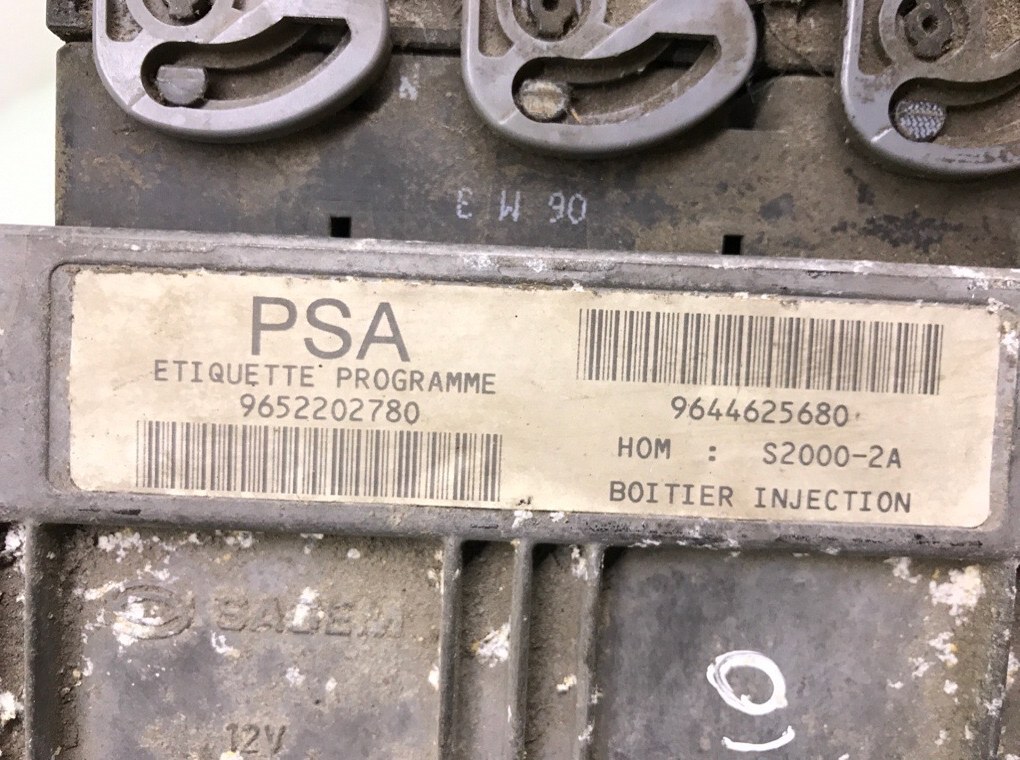 06 M 3
PSA
ETIQUETTE PROGRAMME
9652202780
9644625680
HOM : S2000-2A
BOITIER INJECTION
SAGEM
12V